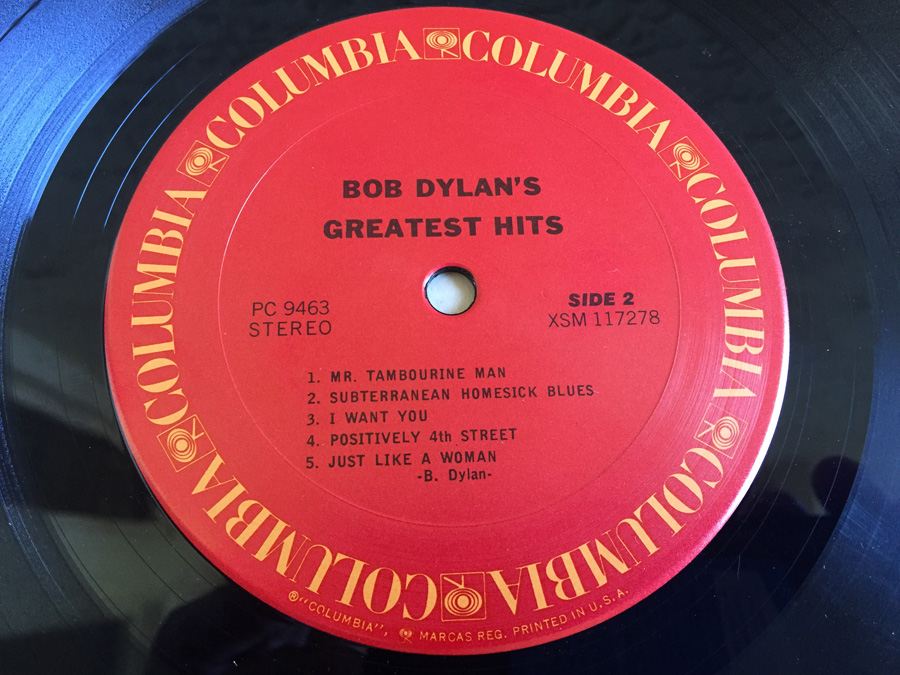 COLUMBIA COLUMBIA COLUMBIA COLUMBIA COLUMBIA COLUMBIA COLUMBIA COLUMBIA
BOB DYLAN'S
GREATEST HITS
PC 9463
STEREO
SIDE 2
XSM 117278
1. MR. TAMBOURINE MAN
2. SUBTERRANEAN HOMESICK BLUES
3. I WANT YOU
4. POSITIVELY 4th STREET
5. JUST LIKE A WOMAN
-B. Dylan-
®"COLUMBIA", MARCAS REG. PRINTED IN U.S.A.